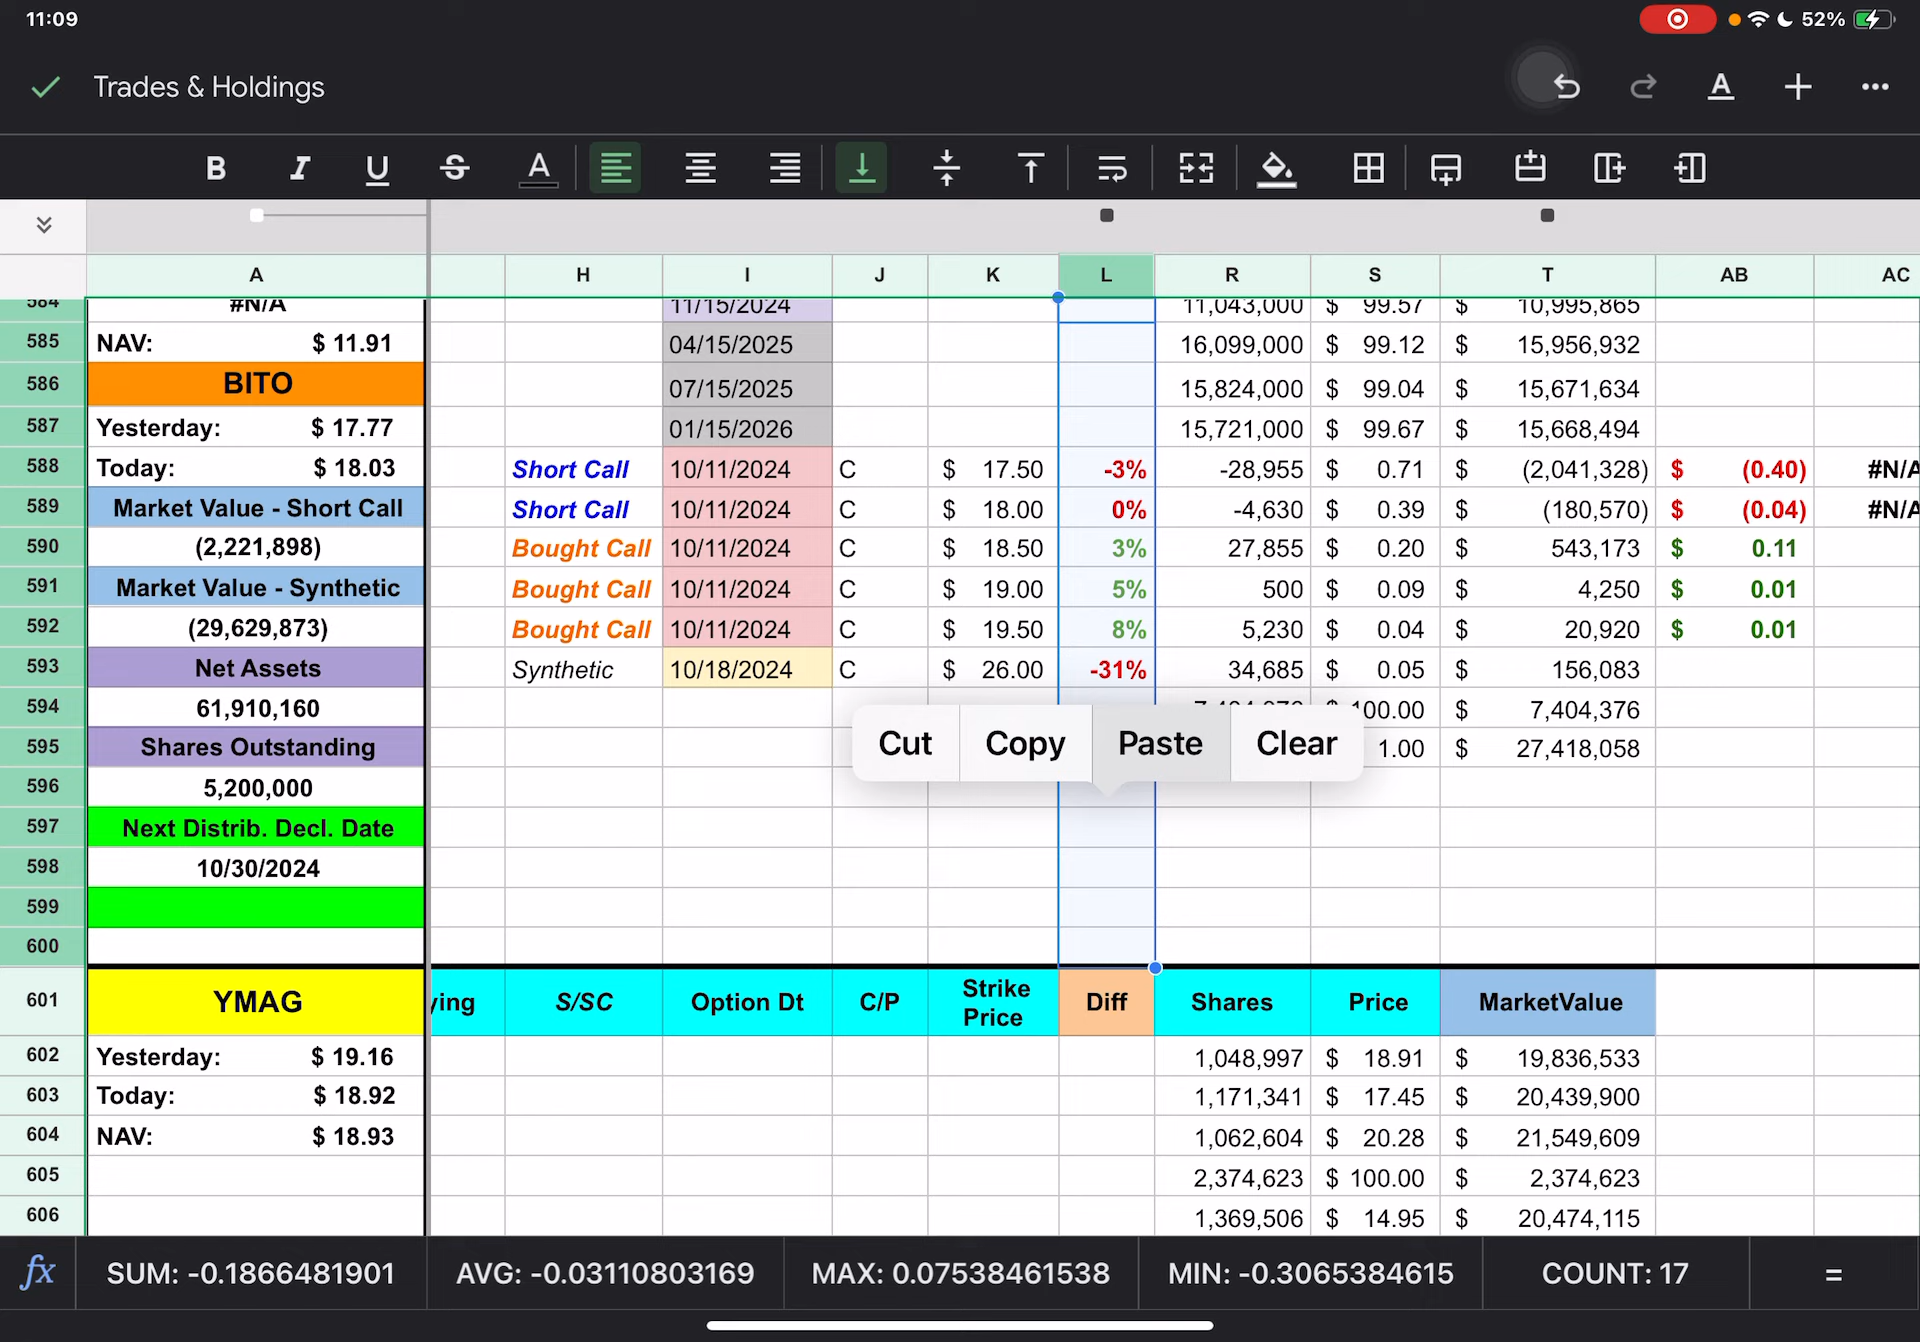 11:09
52%
Trades & Holdings
A
B I U S A
A H I J K L R S T AB AC
584 #N/A 11/15/2024 11,043,000 $ 99.57 $ 10,995,865
585 NAV: $ 11.91 04/15/2025 16,099,000 $ 99.12 $ 15,956,932
586 BITO 07/15/2025 15,824,000 $ 99.04 $ 15,671,634
587 Yesterday: $ 17.77 01/15/2026 15,721,000 $ 99.67 $ 15,668,494
588 Today: $ 18.03 Short Call 10/11/2024 C $ 17.50 -3% -28,955 $ 0.71 $ (2,041,328) $ (0.40) #N/A
589 Market Value - Short Call Short Call 10/11/2024 C $ 18.00 0% -4,630 $ 0.39 $ (180,570) $ (0.04) #N/A
590 (2,221,898) Bought Call 10/11/2024 C $ 18.50 3% 27,855 $ 0.20 $ 543,173 $ 0.11
591 Market Value - Synthetic Bought Call 10/11/2024 C $ 19.00 5% 500 $ 0.09 $ 4,250 $ 0.01
592 (29,629,873) Bought Call 10/11/2024 C $ 19.50 8% 5,230 $ 0.04 $ 20,920 $ 0.01
593 Net Assets Synthetic 10/18/2024 C $ 26.00 -31% 34,685 $ 0.05 $ 156,083
594 61,910,160 100.00 $ 7,404,376
595 Shares Outstanding 1.00 $ 27,418,058
Cut Copy Paste Clear
596 5,200,000
597 Next Distrib. Decl. Date
598 10/30/2024
599
600
601 YMAG ying S/SC Option Dt C/P Strike Price Diff Shares Price MarketValue
602 Yesterday: $ 19.16 1,048,997 $ 18.91 $ 19,836,533
603 Today: $ 18.92 1,171,341 $ 17.45 $ 20,439,900
604 NAV: $ 18.93 1,062,604 $ 20.28 $ 21,549,609
605 2,374,623 $ 100.00 $ 2,374,623
606 1,369,506 $ 14.95 $ 20,474,115
fx SUM: -0.1866481901 AVG: -0.03110803169 MAX: 0.07538461538 MIN: -0.3065384615 COUNT: 17 =